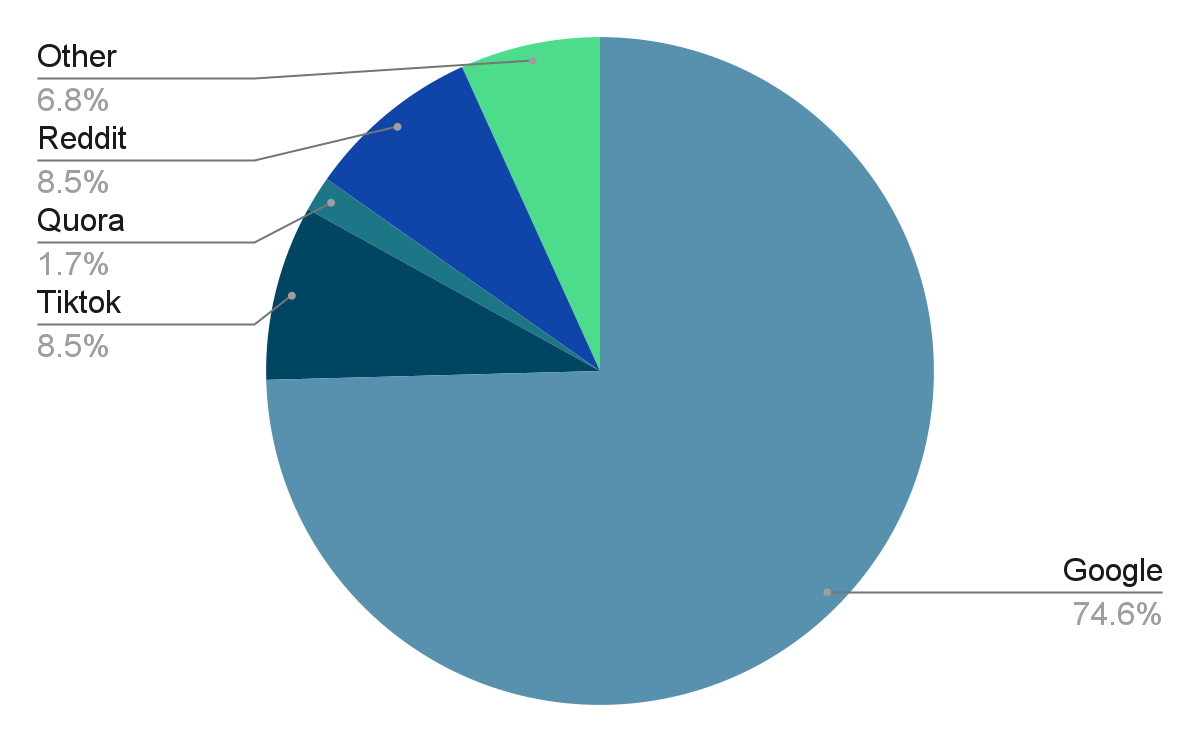 Other
6.8%
Reddit
8.5%
Quora
1.7%
Tiktok
8.5%
Google
74.6%